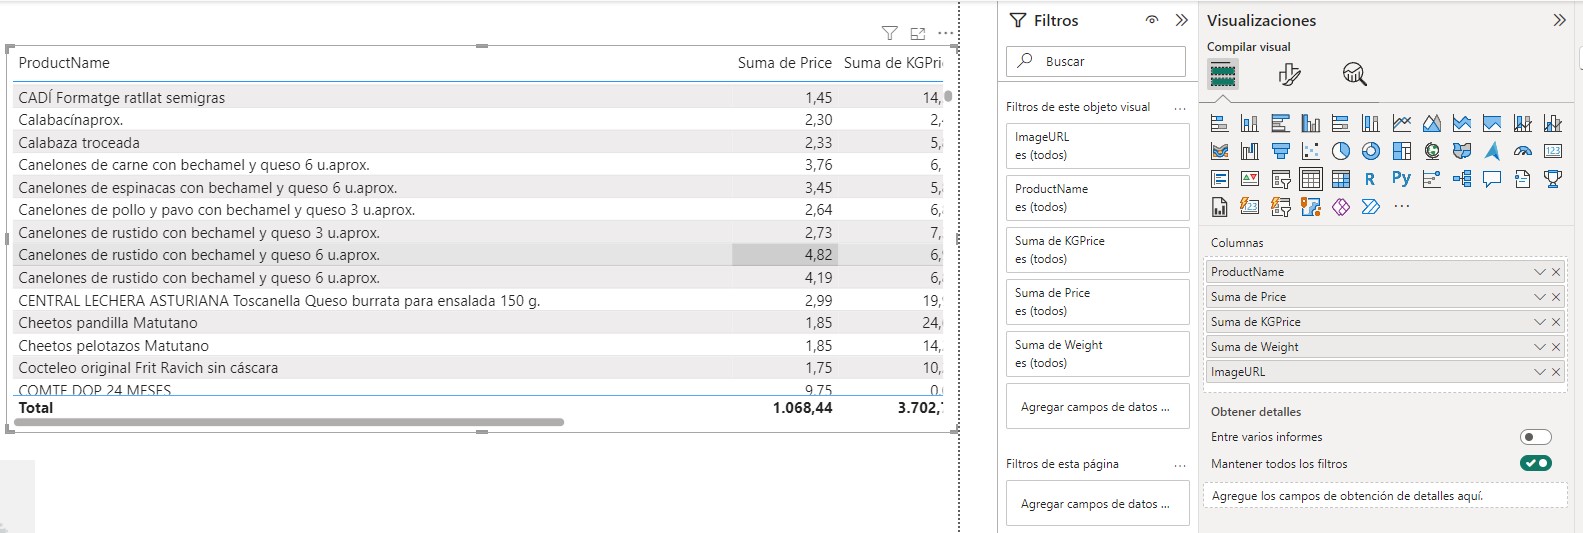 ProductName Suma de Price Suma de KGPri
CADÍ Formatge ratllat semigras 1,45 14,
Calabacínaprox. 2,30 2,
Calabaza troceada 2,33 5,
Canelones de carne con bechamel y queso 6 u.aprox. 3,76 6,
Canelones de espinacas con bechamel y queso 6 u.aprox. 3,45 5,
Canelones de pollo y pavo con bechamel y queso 3 u.aprox. 2,64 6,
Canelones de rustido con bechamel y queso 3 u.aprox. 2,73 7,
Canelones de rustido con bechamel y queso 6 u.aprox. 4,82 6,
Canelones de rustido con bechamel y queso 6 u.aprox. 4,19 6,
CENTRAL LECHERA ASTURIANA Toscanella Queso burrata para ensalada 150 g. 2,99 19,
Cheetos pandilla Matutano 1,85 24,
Cheetos pelotazos Matutano 1,85 14,
Cocteleo original Frit Ravich sin cáscara 1,75 10,
COMTE DOP 24 MESES 9,75 0,
Total 1.068,44 3.702,
Filtros
Buscar
Filtros de este objeto visual
ImageURL
es (todos)
ProductName
es (todos)
Suma de KGPrice
es (todos)
Suma de Price
es (todos)
Suma de Weight
es (todos)
Agregar campos de datos ...
Filtros de esta página
Agregar campos de datos ...
Visualizaciones
Compilar visual
123
R Py
123
Columnas
ProductName
Suma de Price
Suma de KGPrice
Suma de Weight
ImageURL
Obtener detalles
Entre varios informes
Mantener todos los filtros
Agregue los campos de obtención de detalles aquí.